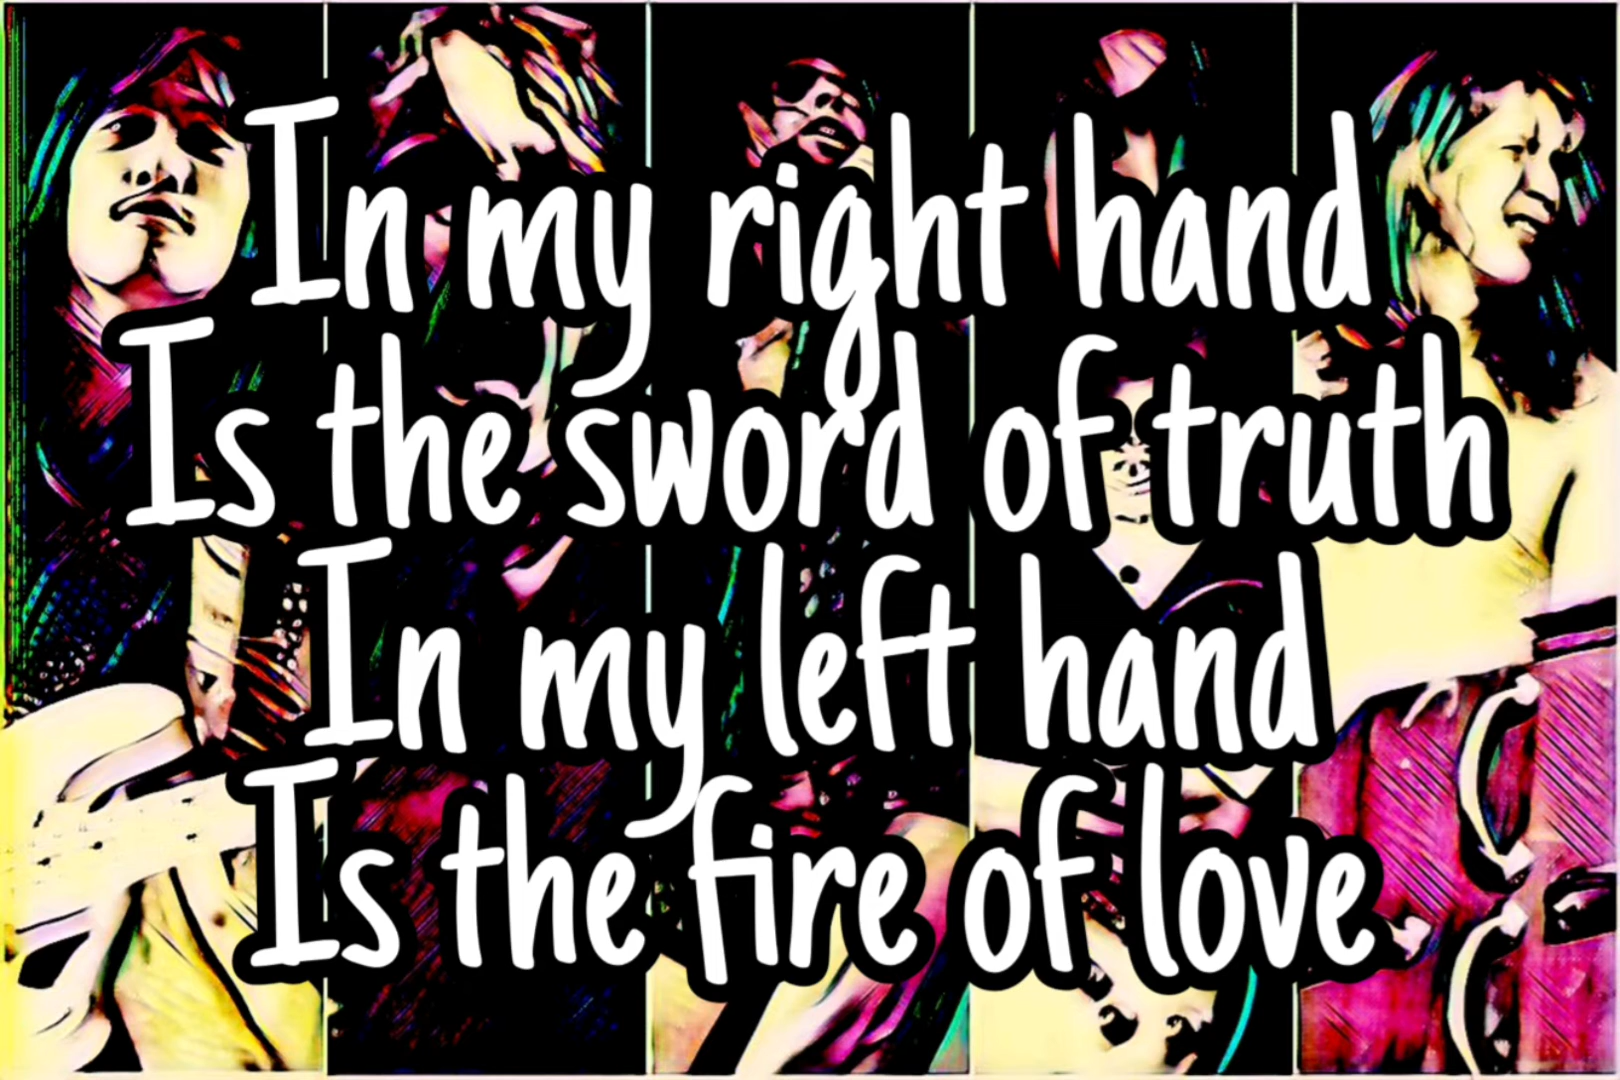 In my right hand
Is the sword of truth
In my left hand
Is the fire of love